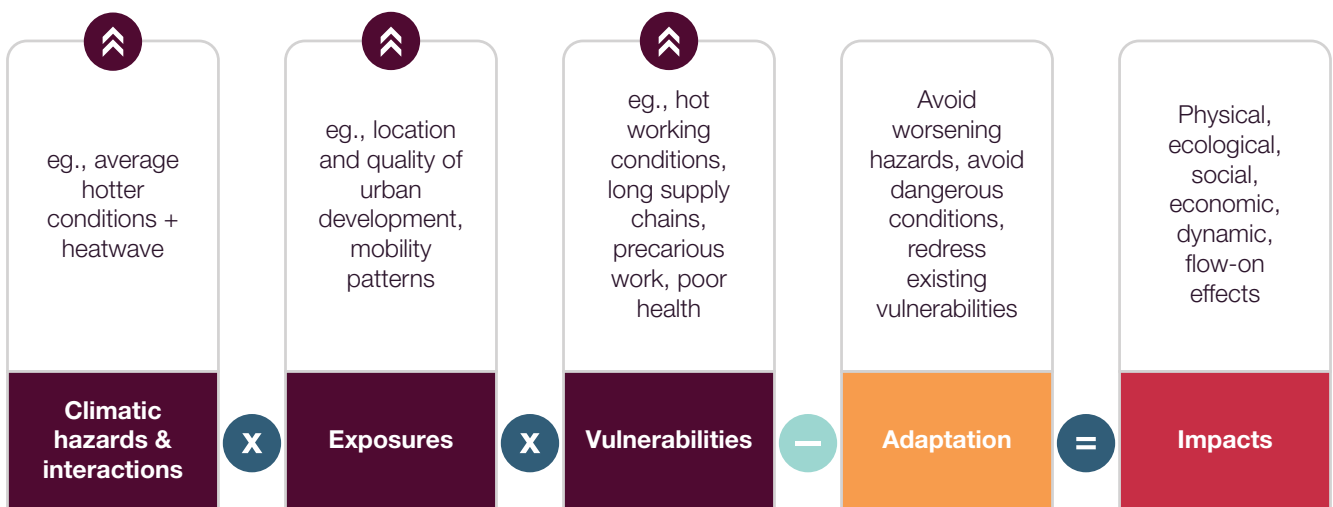 eg., average
hotter
conditions +
heatwave
Climatic
hazards &
interactions
x
eg., location
and quality of
urban
development,
mobility
patterns
Exposures
x
eg., hot
working
conditions,
long supply
chains,
precarious
work, poor
health
Vulnerabilities
–
Avoid
worsening
hazards, avoid
dangerous
conditions,
redress
existing
vulnerabilities
Adaptation
=
Physical,
ecological,
social,
economic,
dynamic,
flow-on
effects
Impacts